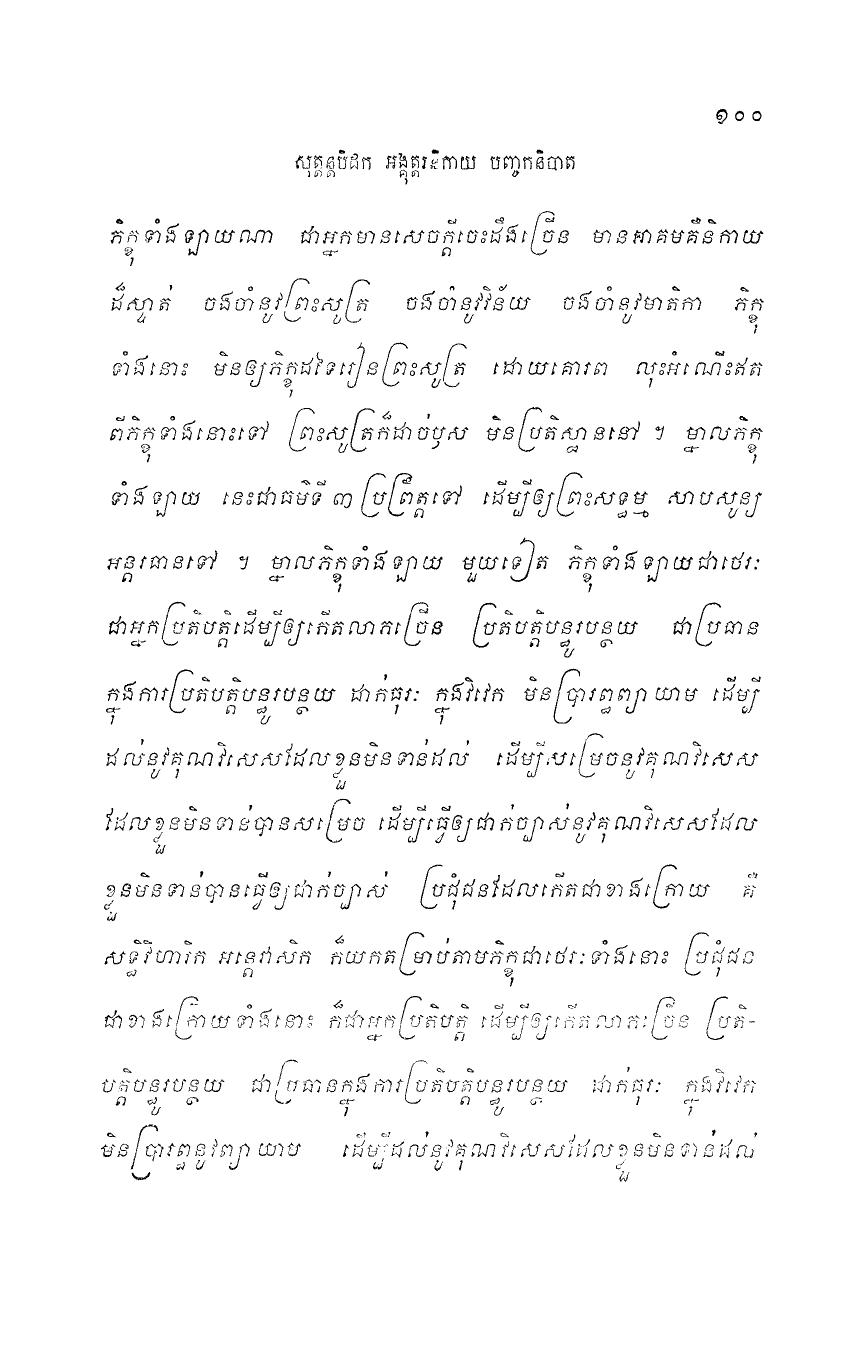 ១០០
សុត្តន្តបិដក អង្គុត្តរនិកាយ បញ្ចកនិបាត
ភិក្ខុទាំងឡាយណា ជាអ្នកមានសេចក្តីចេះដឹងច្រើន មានអាគមគឺនិកាយ
ដ៏ស្ទាត់ ចងចាំនូវព្រះសូត្រ ចងចាំនូវវិន័យ ចងចាំនូវមាតិកា ភិក្ខុ
ទាំងនោះ មិនឲ្យភិក្ខុដទៃរៀនព្រះសូត្រ ដោយគោរព លុះអំណើះឥត
ពីភិក្ខុទាំងនោះទៅ ព្រះសូត្រក៏ដាច់ឫស មិនប្រតិស្ឋាននៅ ។ ម្នាលភិក្ខុ
ទាំងឡាយ នេះជាធម៌ទី ៣ ប្រព្រឹត្តទៅ ដើម្បីឲ្យព្រះសទ្ធម្ម សាបសូន្យ
អន្តរធានទៅ ។ ម្នាលភិក្ខុទាំងឡាយ មួយទៀត ភិក្ខុទាំងឡាយជាថេរៈ
ជាអ្នកប្រតិបត្តិដើម្បីឲ្យកើតលាភច្រើន ប្រតិបត្តិបន្ធូរបន្ថយ ជាប្រធាន
ក្នុងការប្រតិបត្តិបន្ធូរបន្ថយ ដាក់ធុរៈ ក្នុងវិវេក មិនប្រារព្ធព្យាយាម ដើម្បី
ដល់នូវគុណវិសេសដែលខ្លួនមិនទាន់ដល់ ដើម្បីសម្រេចនូវគុណវិសេស
ដែលខ្លួនមិនទាន់បានសម្រេច ដើម្បីធ្វើឲ្យជាក់ច្បាស់នូវគុណវិសេសដែល
ខ្លួនមិនទាន់បានធ្វើឲ្យជាក់ច្បាស់ ប្រជុំជនដែលកើតជាខាងក្រោយ គឺ
សទ្ធិវិហារិក អន្តេវាសិក ក៏យកតម្រាប់តាមភិក្ខុជាថេរៈទាំងនោះ ប្រជុំជន
ជាខាងក្រោយទាំងនោះ ក៏ជាអ្នកប្រតិបត្តិ ដើម្បីឲ្យកើតលាភច្រើន ប្រតិ-
បត្តិបន្ធូរបន្ថយ ជាប្រធានក្នុងការប្រតិបត្តិបន្ធូរបន្ថយ ដាក់ធុរៈ ក្នុងវិវេក
មិនប្រារព្ធនូវព្យាយាម ដើម្បីដល់នូវគុណវិសេសដែលខ្លួនមិនទាន់ដល់